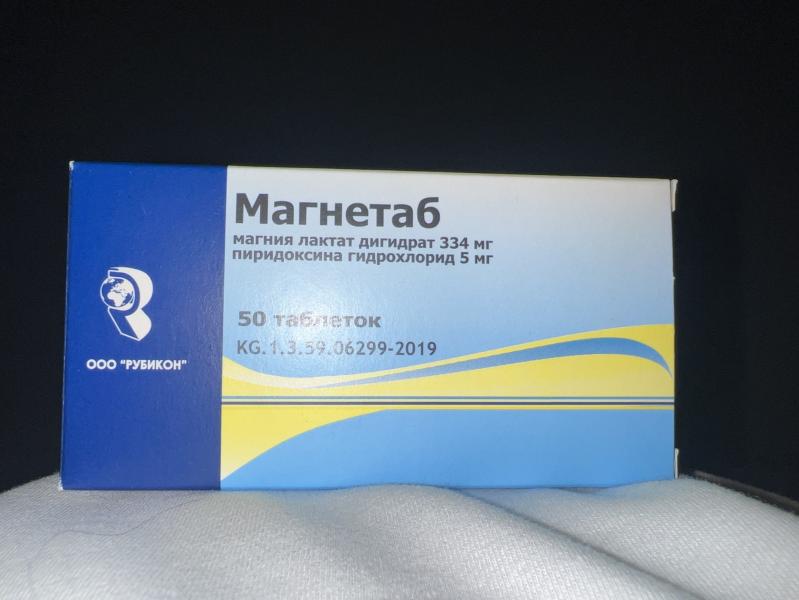 Магнетаб
магния лактат дигидрат 334 мг
пиридоксина гидрохлорид 5 мг
50 таблеток
KG.1.3.59.06299-2019
ООО "РУБИКОН"